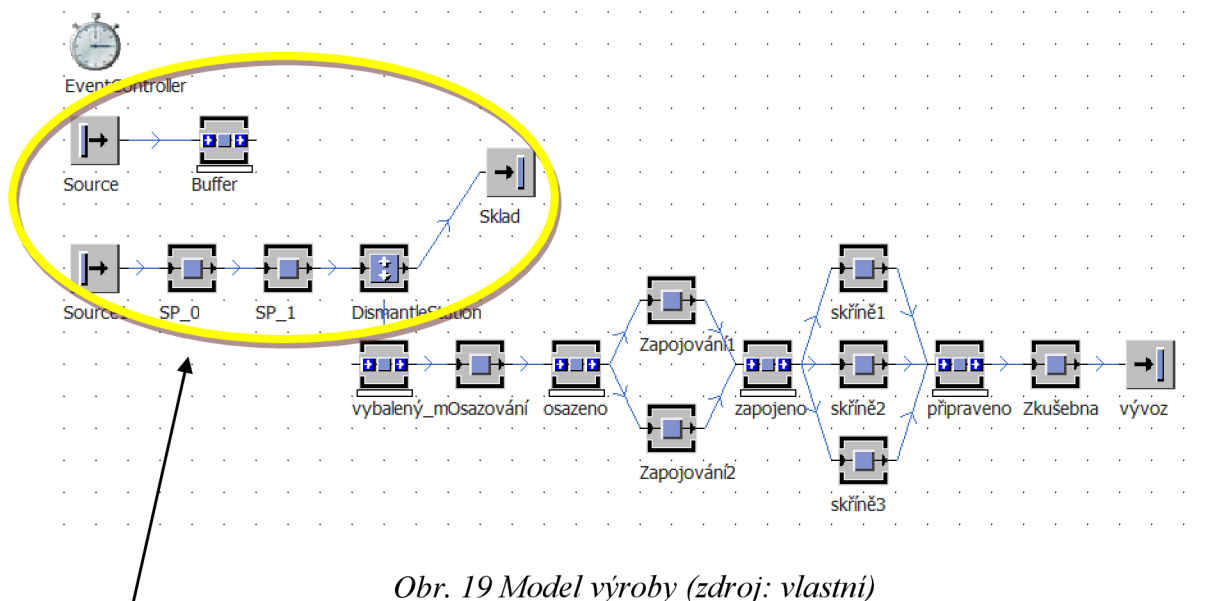 EventController
Source
Buffer
Sklad
Source1
SP_0
SP_1
DismantleStation
skříně1
Zapojování1
vybalený_m
Osazování
osazeno
zapojeno
skříně2
připraveno
Zkušebna
vývoz
Zapojování2
skříně3
Obr. 19 Model výroby (zdroj: vlastní)